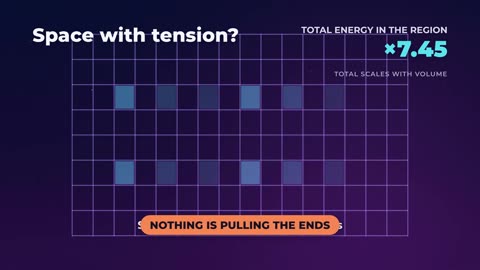 Space with tension?
TOTAL ENERGY IN THE REGION
×7.45
TOTAL SCALES WITH VOLUME
NOTHING IS PULLING THE ENDS